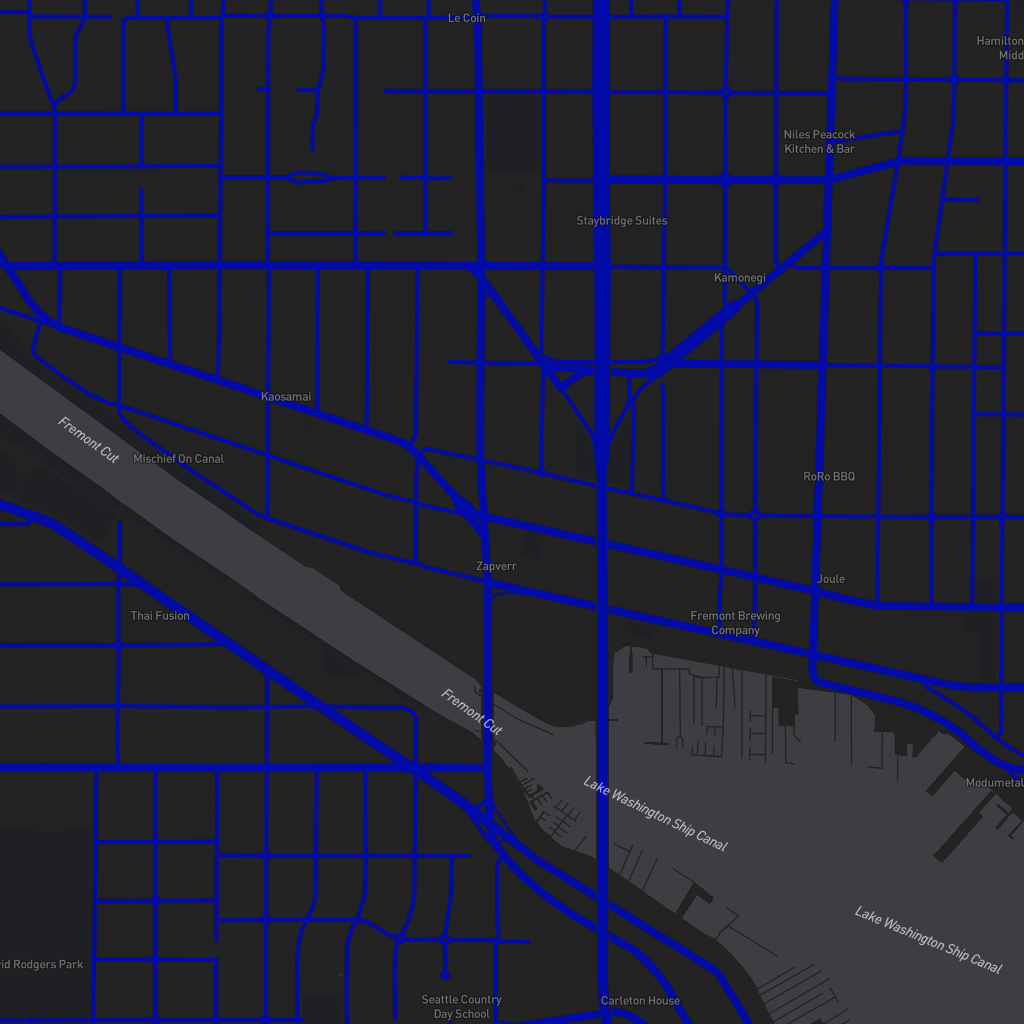 Le Coin
Hamilton
Midd
Niles Peacock
Kitchen & Bar
Staybridge Suites
Kamonegi
Kaosamai
Fremont Cut
Mischief On Canal
RoRo BBQ
Zapverr
Joule
Thai Fusion
Fremont Brewing
Company
Fremont Cut
Modumetal
Lake Washington Ship Canal
Lake Washington Ship Canal
id Rodgers Park
Seattle Country
Day School
Carleton House